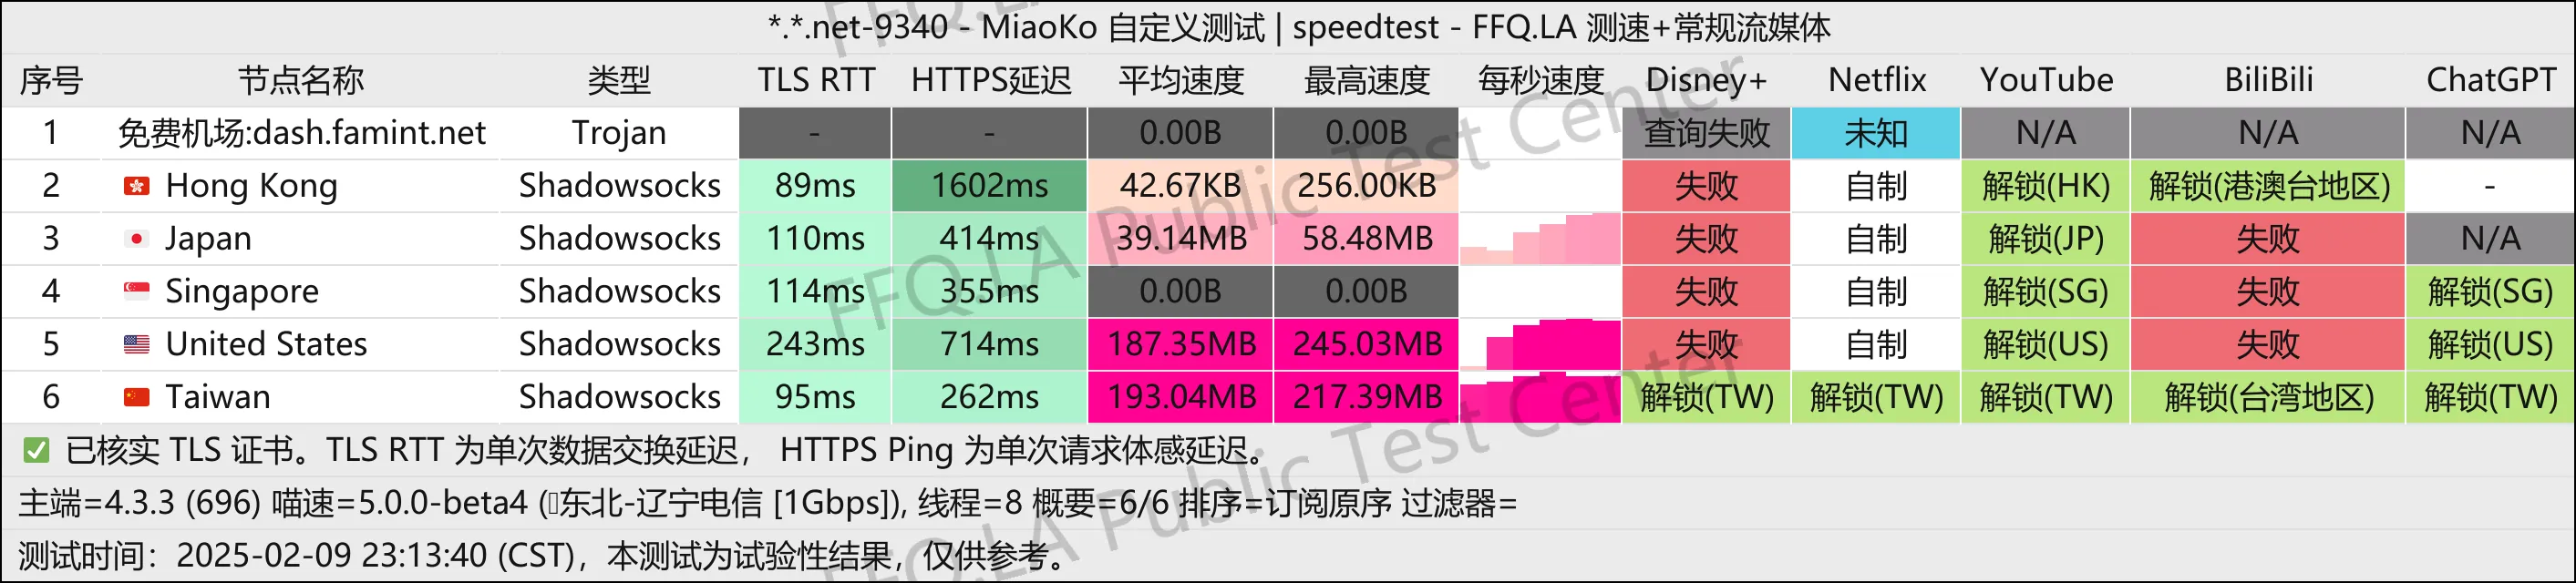 *.*.net-9340 - MiaoKo 自定义测试 | speedtest - FFQ.LA 测速+常规流媒体
序号 节点名称 类型 TLS RTT HTTPS延迟 平均速度 最高速度 每秒速度 Disney+ Netflix YouTube BiliBili ChatGPT
1 免费机场:dash.famint.net Trojan - - 0.00B 0.00B 查询失败 未知 N/A N/A N/A
2 Hong Kong Shadowsocks 89ms 1602ms 42.67KB 256.00KB 失败 自制 解锁(HK) 解锁(港澳台地区) -
3 Japan Shadowsocks 110ms 414ms 39.14MB 58.48MB 失败 自制 解锁(JP) 失败 N/A
4 Singapore Shadowsocks 114ms 355ms 0.00B 0.00B 失败 自制 解锁(SG) 失败 解锁(SG)
5 United States Shadowsocks 243ms 714ms 187.35MB 245.03MB 失败 自制 解锁(US) 失败 解锁(US)
6 Taiwan Shadowsocks 95ms 262ms 193.04MB 217.39MB 解锁(TW) 解锁(TW) 解锁(TW) 解锁(台湾地区) 解锁(TW)
✅ 已核实 TLS 证书。TLS RTT 为单次数据交换延迟， HTTPS Ping 为单次请求体感延迟。
主端=4.3.3 (696) 喵速=5.0.0-beta4 (东北-辽宁电信 [1Gbps]), 线程=8 概要=6/6 排序=订阅原序 过滤器=
测试时间：2025-02-09 23:13:40 (CST)，本测试为试验性结果，仅供参考。
FFQ.LA Public Test Center
FFQ.LA Public Test Center